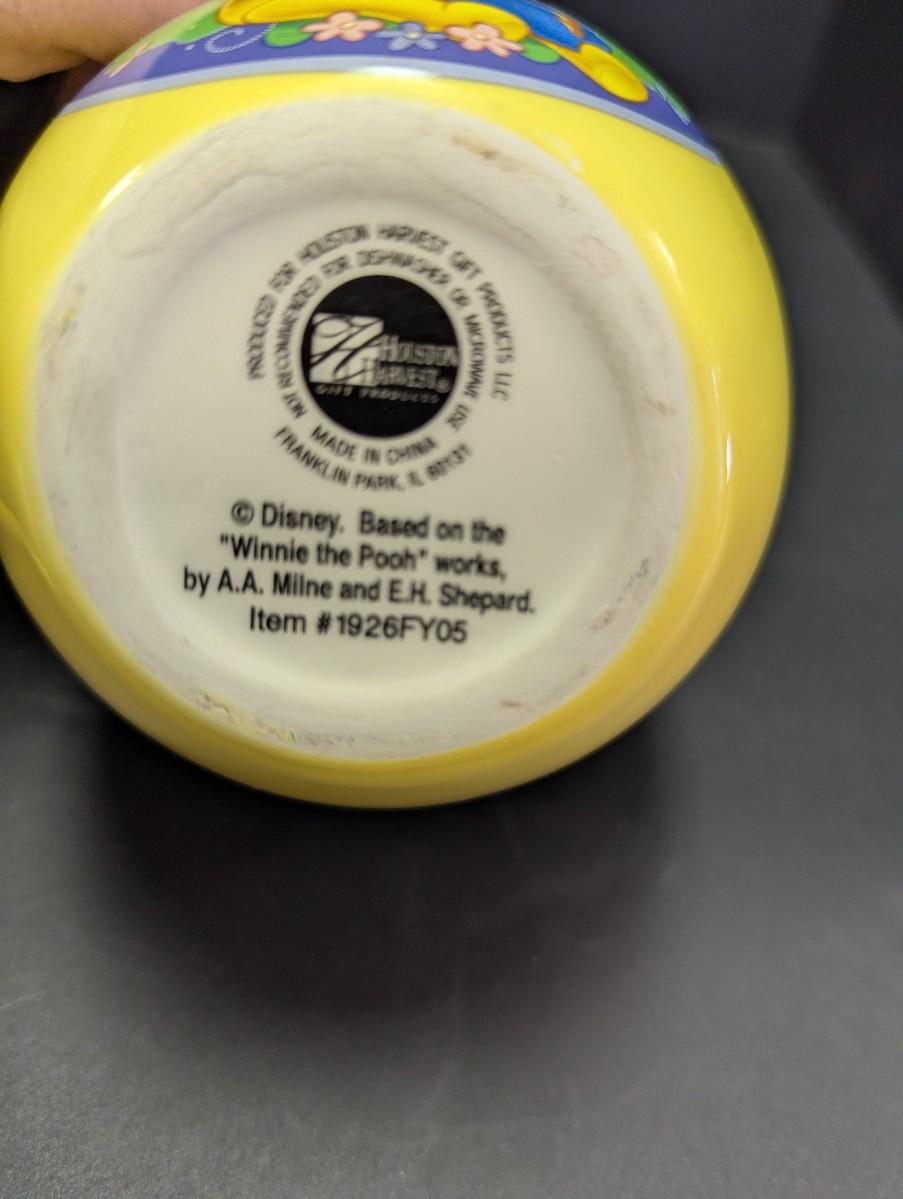 PRODUCED FOR HOUSTON HARVEST GIFT PRODUCTS LLC
NOT RECOMMENDED FOR DISHWASHER OR MICROWAVE USE
HOUSTON
HARVEST®
GIFT PRODUCTS
MADE IN CHINA
FRANKLIN PARK, IL 60131
© Disney. Based on the
"Winnie the Pooh" works,
by A.A. Milne and E.H. Shepard.
Item #1926FY05